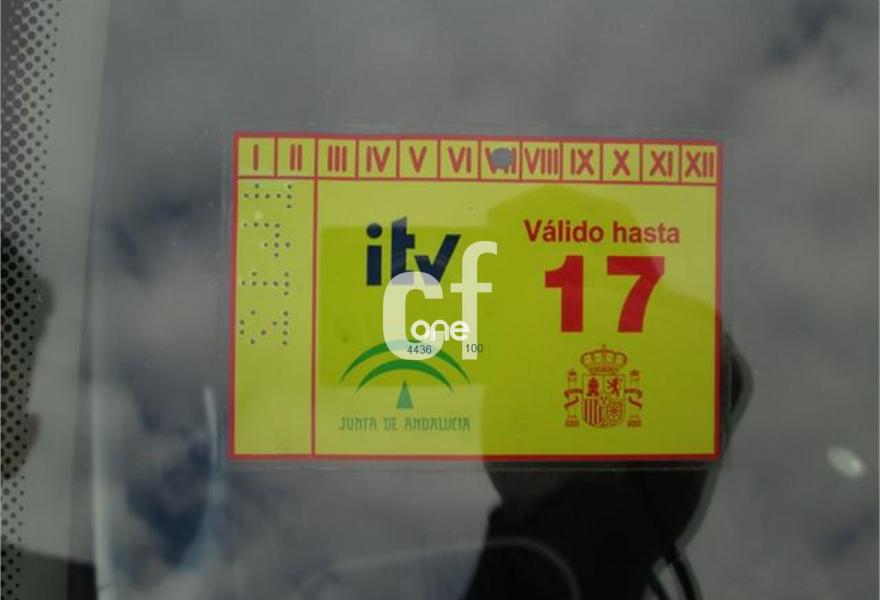 I II III IV V VI VII VIII IX X XI XII
itv
Válido hasta
17
cf
one
4436 100
JUNTA DE ANDALUCIA